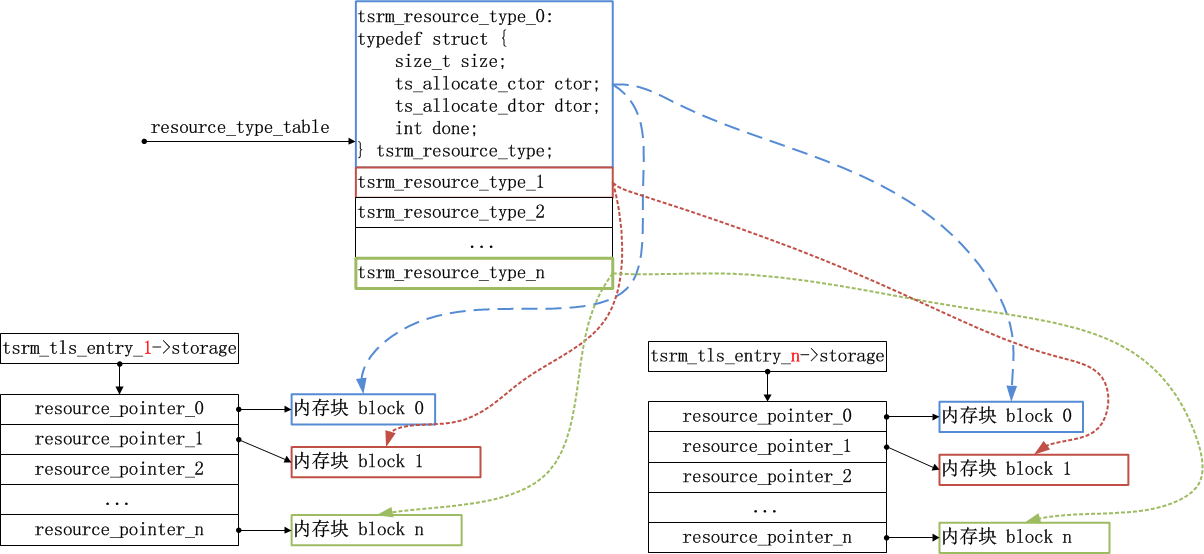 tsrm_resource_type_0:
typedef struct {
size_t size;
ts_allocate_ctor ctor;
ts_allocate_dtor dtor;
int done;
} tsrm_resource_type;
resource_type_table
tsrm_resource_type_1
tsrm_resource_type_2
...
tsrm_resource_type_n
tsrm_tls_entry_1->storage
resource_pointer_0
resource_pointer_1
resource_pointer_2
...
resource_pointer_n
内存块 block 0
内存块 block 1
内存块 block n
tsrm_tls_entry_n->storage
resource_pointer_0
resource_pointer_1
resource_pointer_2
...
resource_pointer_n
内存块 block 0
内存块 block 1
内存块 block n